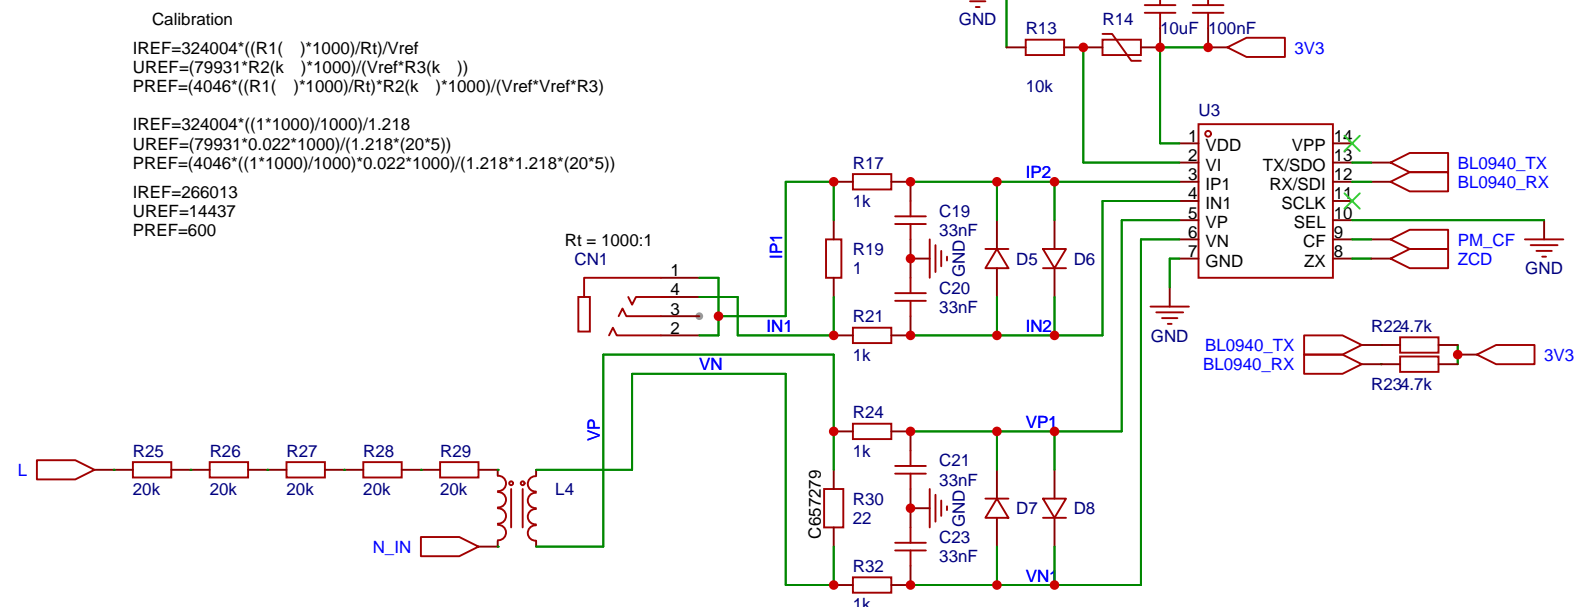 Calibration
IREF=324004*((R1( )*1000)/Rt)/Vref
UREF=(79931*R2(k )*1000)/(Vref*R3(k ))
PREF=(4046*((R1( )*1000)/Rt)*R2(k )*1000)/(Vref*Vref*R3)
IREF=324004*((1*1000)/1000)/1.218
UREF=(79931*0.022*1000)/(1.218*(20*5))
PREF=(4046*((1*1000)/1000)*0.022*1000)/(1.218*1.218*(20*5))
IREF=266013
UREF=14437
PREF=600
GND
R13
10k
R14
10uF
100nF
3V3
U3
1
VDD
2
VI
3
IP1
4
IN1
5
VP
6
VN
7
GND
VPP
14
TX/SDO
13
RX/SDI
12
SCLK
11
SEL
10
CF
9
ZX
8
BL0940_TX
BL0940_RX
PM_CF
ZCD
GND
GND
Rt = 1000:1
CN1
1
4
3
2
IP1
IN1
R17
1k
R19
1
R21
1k
C19
33nF
GND
C20
33nF
IP2
D5
D6
IN2
BL0940_TX
BL0940_RX
R22
4.7k
R23
4.7k
3V3
VN
VP
L
R25
20k
R26
20k
R27
20k
R28
20k
R29
20k
L4
N_IN
R24
1k
C657279
R30
22
R32
1k
C21
33nF
GND
C23
33nF
VP1
D7
D8
VN1